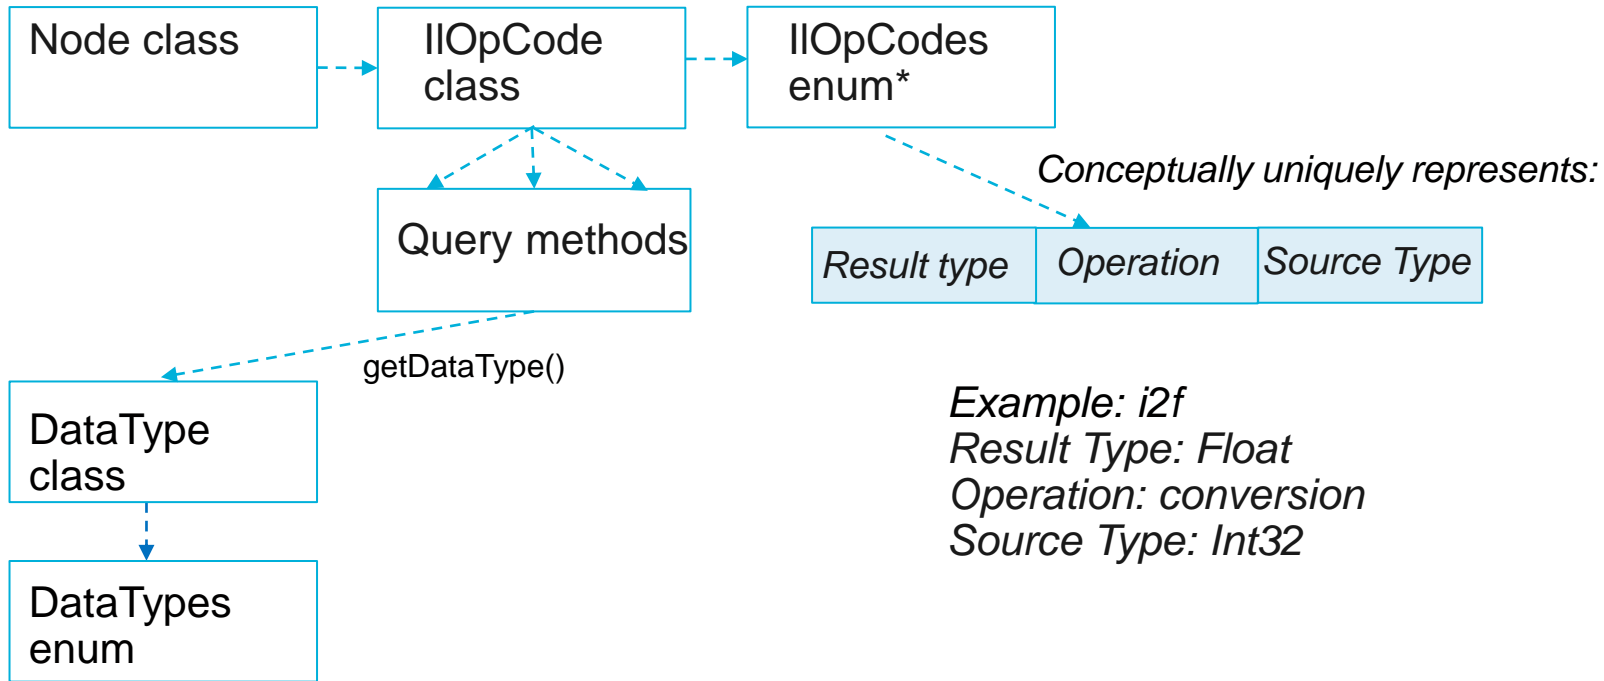 Node class
IlOpCode
class
IlOpCodes
enum*
Conceptually uniquely represents:
Query methods
Result type
Operation
Source Type
getDataType()
DataType
class
Example: i2f
Result Type: Float
Operation: conversion
Source Type: Int32
DataTypes
enum